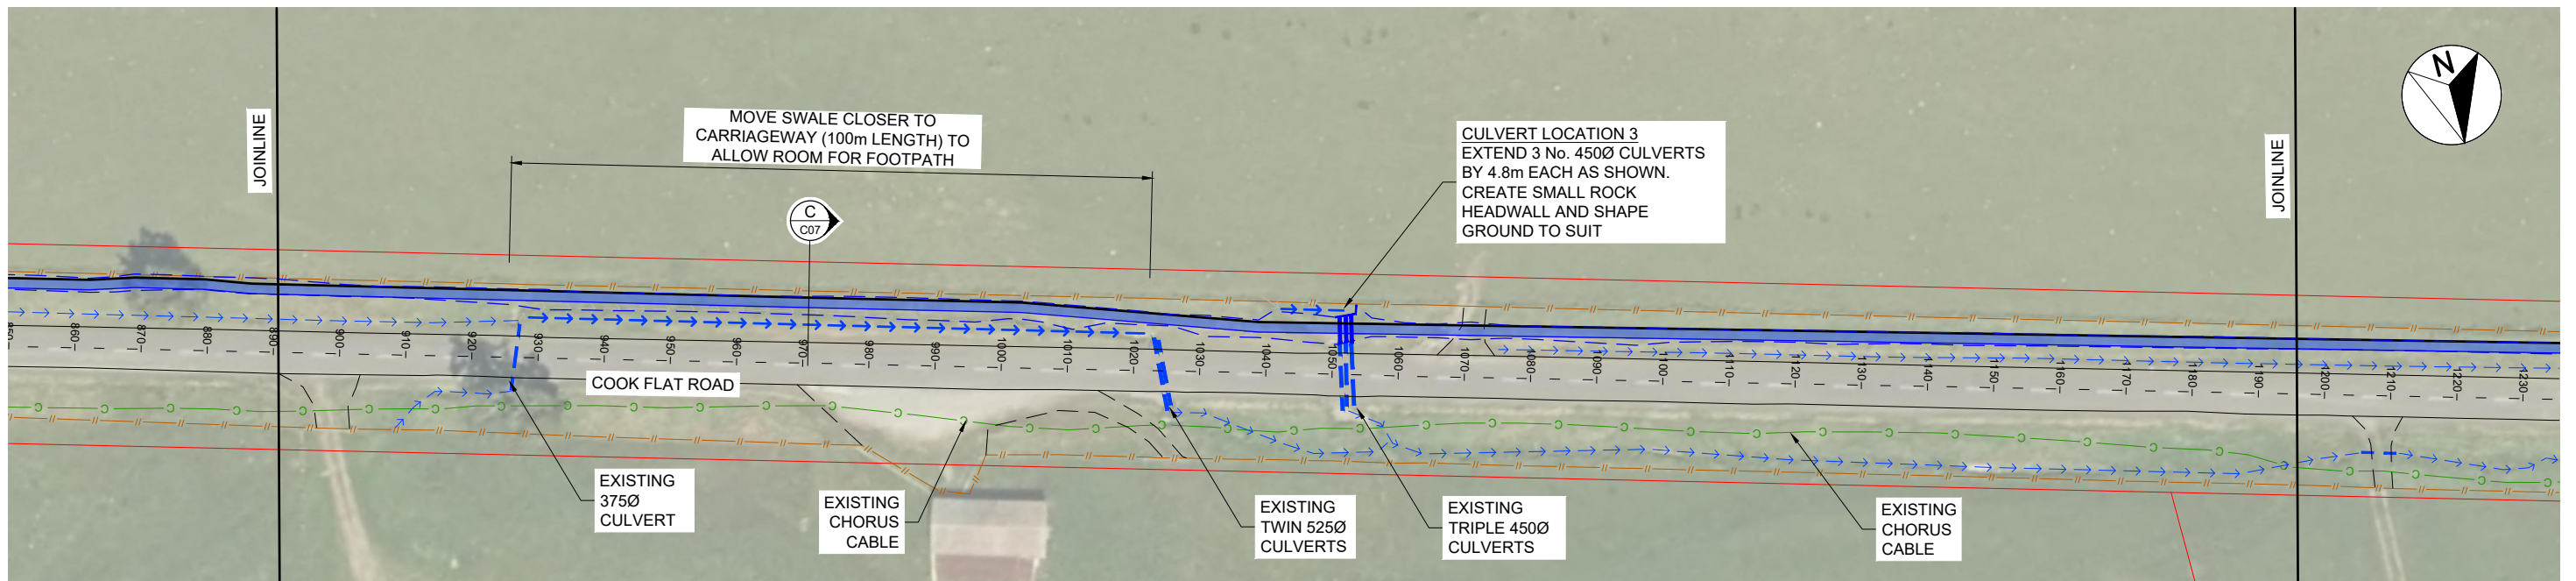 JOINLINE
MOVE SWALE CLOSER TO
CARRIAGEWAY (100m LENGTH) TO
ALLOW ROOM FOR FOOTPATH
C
C07
CULVERT LOCATION 3
EXTEND 3 No. 450Ø CULVERTS
BY 4.8m EACH AS SHOWN.
CREATE SMALL ROCK
HEADWALL AND SHAPE
GROUND TO SUIT
JOINLINE
N
860
870
880
890
900
910
920
930
940
950
960
970
980
990
1000
1010
1020
1030
1040
1050
1060
1070
1080
1090
1100
1110
1120
1130
1140
1150
1160
1170
1180
1190
1200
1210
1220
1230
COOK FLAT ROAD
C C C C C C C C C C C C C C C C C C C C C C C C C C C C C C C C C C C C C C
EXISTING
375Ø
CULVERT
EXISTING
CHORUS
CABLE
EXISTING
TWIN 525Ø
CULVERTS
EXISTING
TRIPLE 450Ø
CULVERTS
EXISTING
CHORUS
CABLE